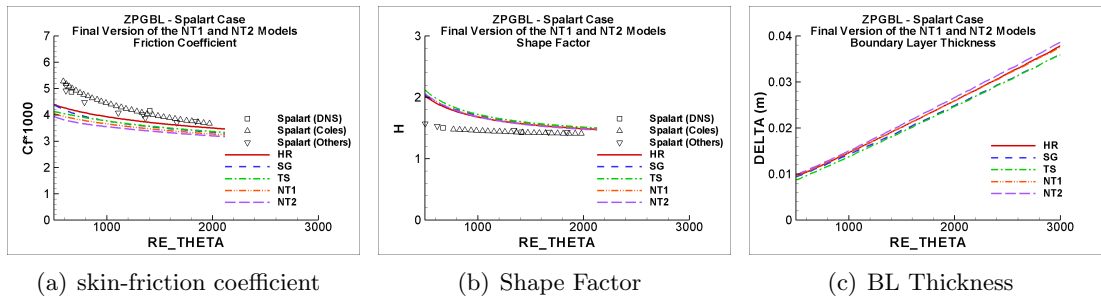 ZPGBL - Spalart Case
Final Version of the NT1 and NT2 Models
Friction Coefficient
7
6
5
4
3
2
1
0
Cf*1000
1000
2000
3000
RE_THETA
Spalart (DNS)
Spalart (Coles)
Spalart (Others)
HR
SG
TS
NT1
NT2
(a) skin-friction coefficient
ZPGBL - Spalart Case
Final Version of the NT1 and NT2 Models
Shape Factor
3
2
1
0
H
1000
2000
3000
RE_THETA
Spalart (DNS)
Spalart (Coles)
Spalart (Others)
HR
SG
TS
NT1
NT2
(b) Shape Factor
ZPGBL - Spalart Case
Final Version of the NT1 and NT2 Models
Boundary Layer Thickness
0.04
0.03
0.02
0.01
0
DELTA (m)
1000
2000
3000
RE_THETA
HR
SG
TS
NT1
NT2
(c) BL Thickness